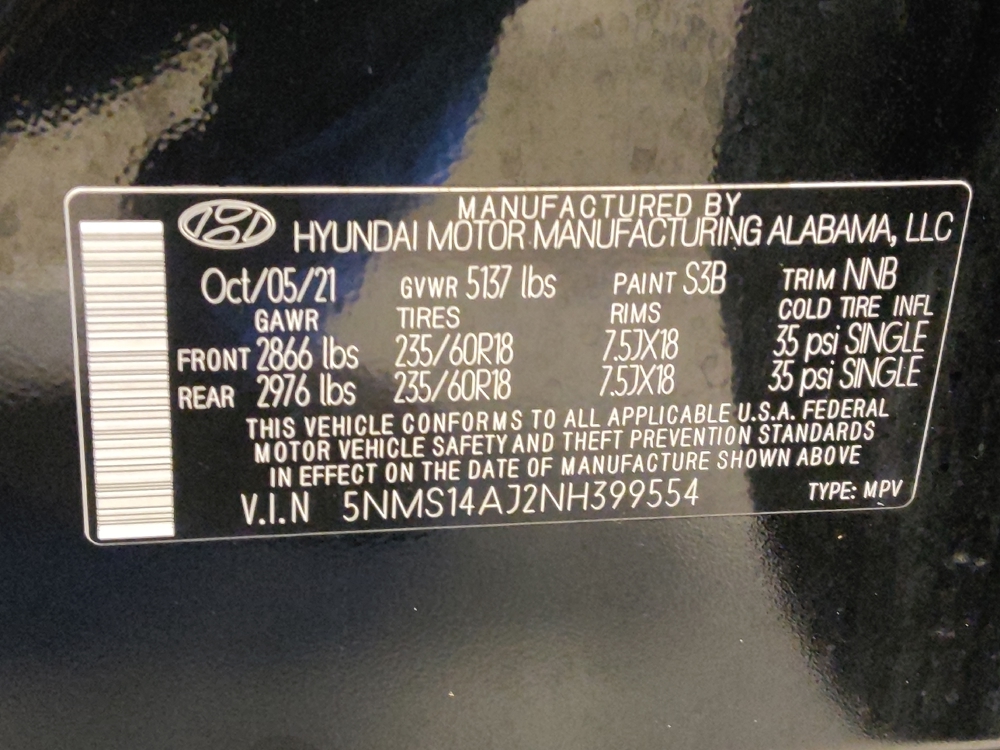 MANUFACTURED BY
HYUNDAI MOTOR MANUFACTURING ALABAMA, LLC
Oct/05/21 GVWR 5137 lbs PAINT S3B TRIM NNB
GAWR TIRES RIMS COLD TIRE INFL
FRONT 2866 lbs 235/60R18 7.5JX18 35 psi SINGLE
REAR 2976 lbs 235/60R18 7.5JX18 35 psi SINGLE
THIS VEHICLE CONFORMS TO ALL APPLICABLE U.S.A. FEDERAL
MOTOR VEHICLE SAFETY AND THEFT PREVENTION STANDARDS
IN EFFECT ON THE DATE OF MANUFACTURE SHOWN ABOVE
V.I.N 5NMS14AJ2NH399554 TYPE: MPV